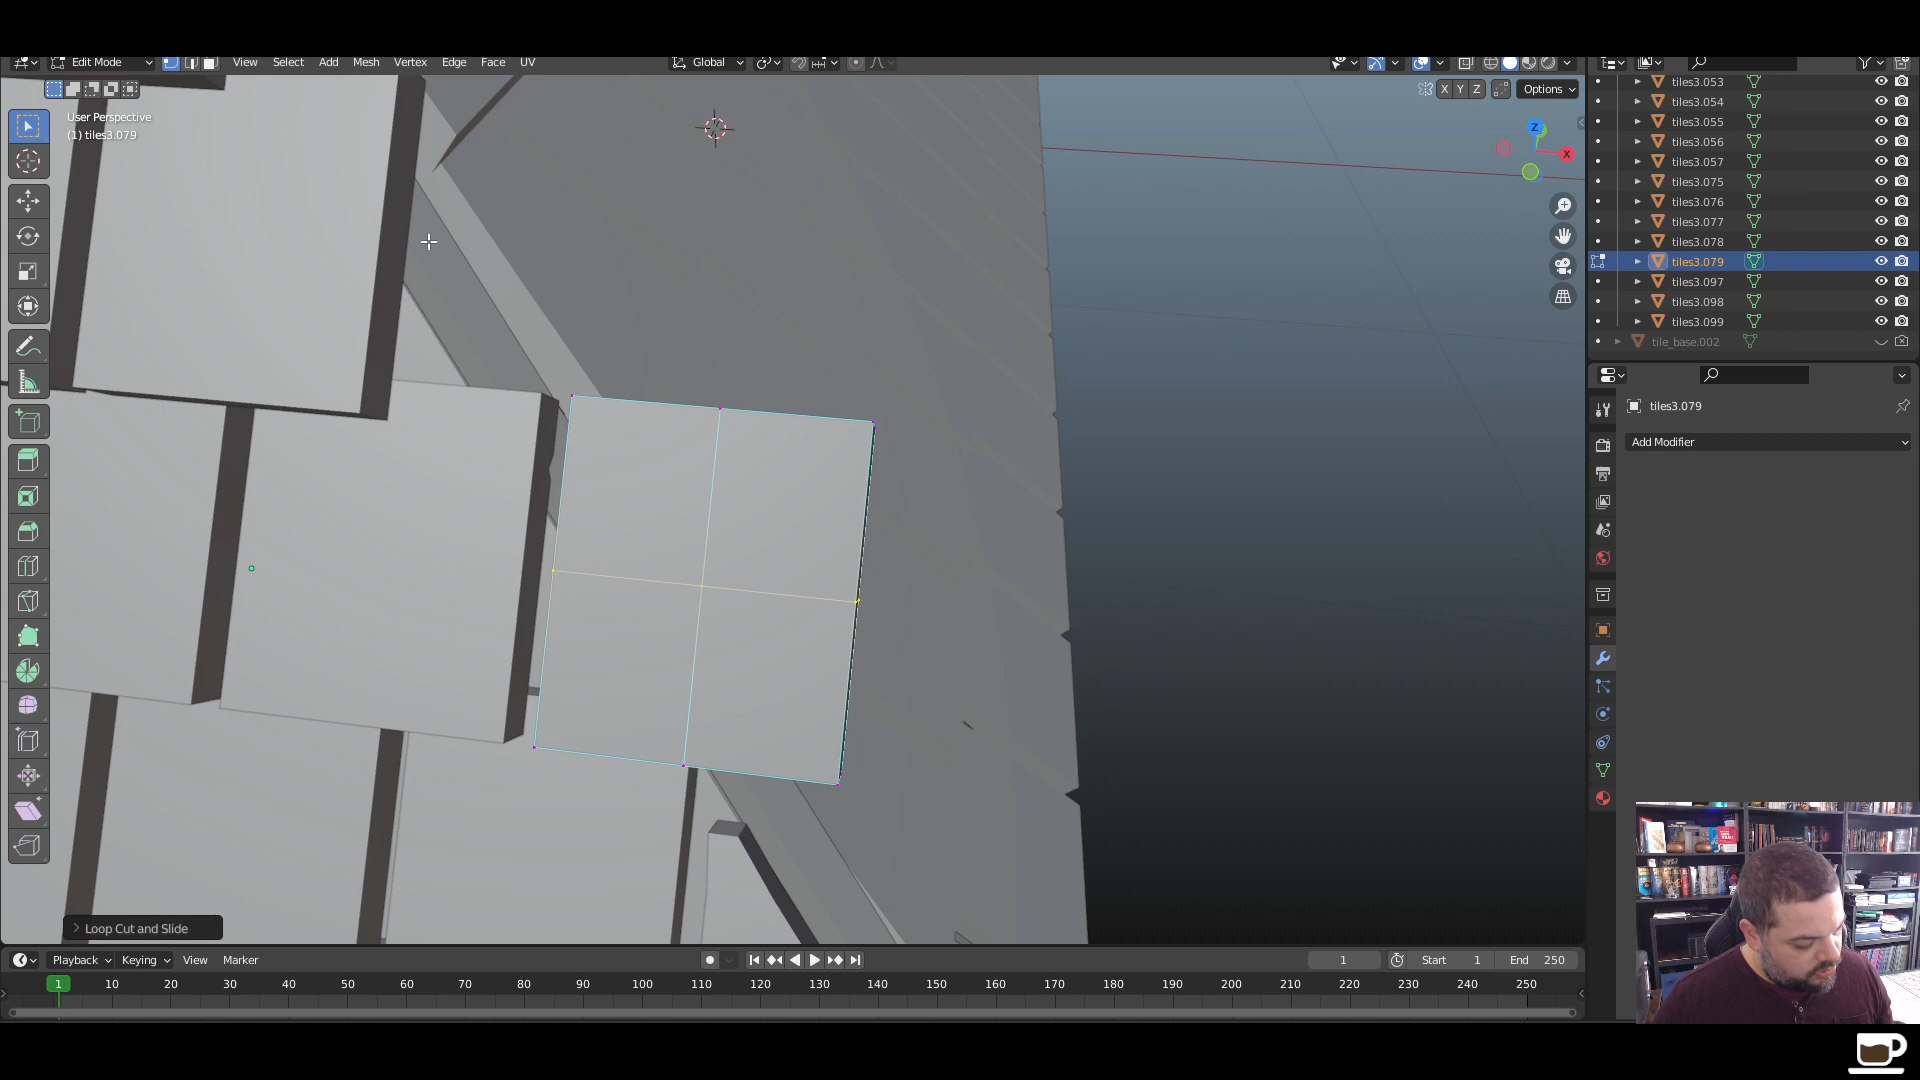 Edit Mode
View
Select
Add
Mesh
Vertex
Edge
Face
UV
Global
X Y Z
Options
User Perspective
(1) tiles3.079
Z
X
tiles3.053
tiles3.054
tiles3.055
tiles3.056
tiles3.057
tiles3.075
tiles3.076
tiles3.077
tiles3.078
tiles3.079
tiles3.097
tiles3.098
tiles3.099
tile_base.002
tiles3.079
Add Modifier
Loop Cut and Slide
Playback
Keying
View
Marker
1
Start 1
End 250
1 10 20 30 40 50 60 70 80 90 100 110 120 130 140 150 160 170 180 190 200 210 220 230 240 250